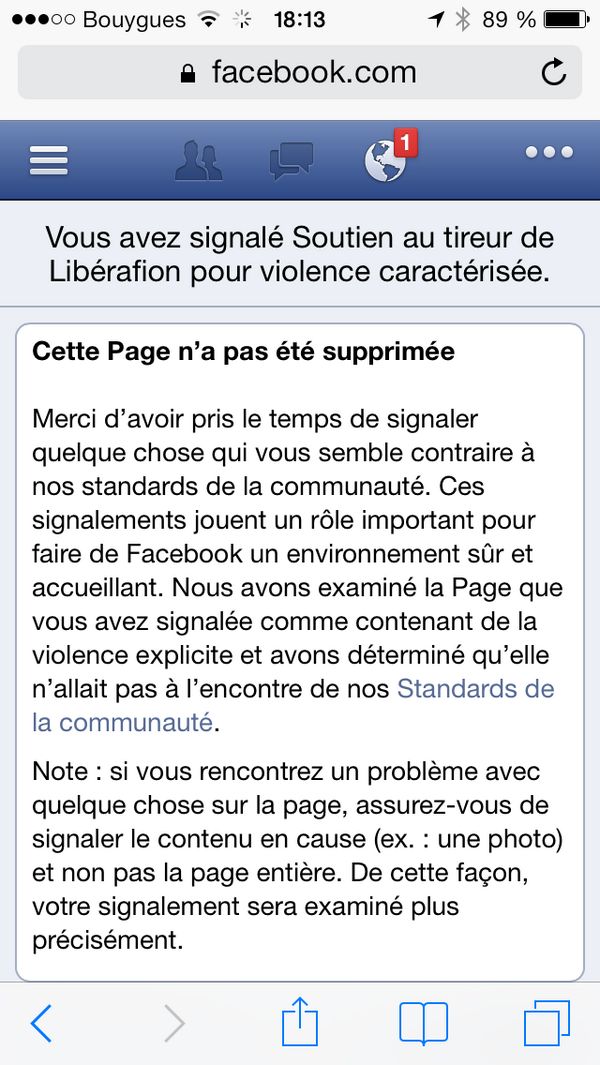 Bouygues 18:13 89 %
facebook.com
1
Vous avez signalé Soutien au tireur de
Libérafion pour violence caractérisée.
Cette Page n’a pas été supprimée
Merci d’avoir pris le temps de signaler
quelque chose qui vous semble contraire à
nos standards de la communauté. Ces
signalements jouent un rôle important pour
faire de Facebook un environnement sûr et
accueillant. Nous avons examiné la Page que
vous avez signalée comme contenant de la
violence explicite et avons déterminé qu’elle
n’allait pas à l’encontre de nos Standards de
la communauté.
Note : si vous rencontrez un problème avec
quelque chose sur la page, assurez-vous de
signaler le contenu en cause (ex. : une photo)
et non pas la page entière. De cette façon,
votre signalement sera examiné plus
précisément.